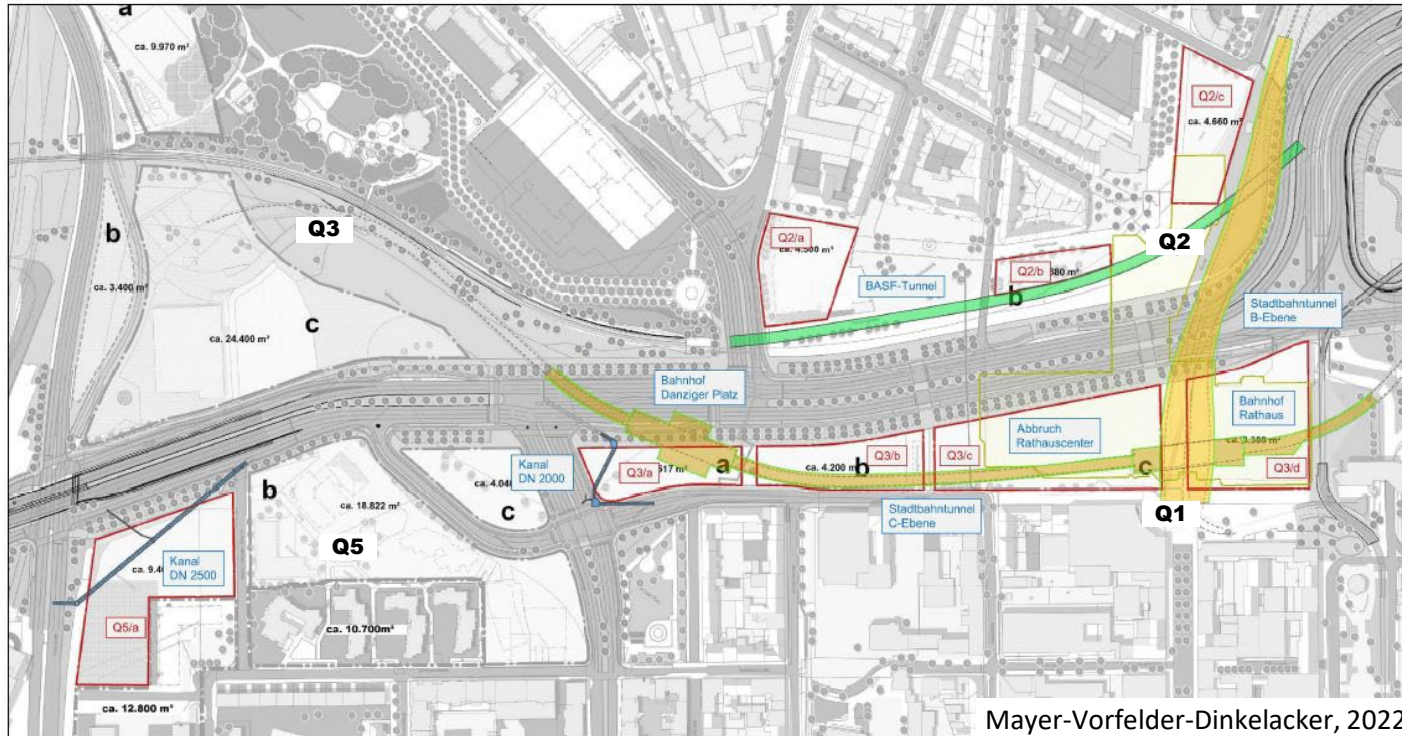 a
ca. 9.970 m²
Q2/c
ca. 4.660 m²
b
Q3
Q2/a
Q2
Q2/b
ca. 3.400 m²
BASF-Tunnel
b
c
Stadtbahntunnel
B-Ebene
ca. 24.400 m²
Bahnhof
Danziger Platz
Bahnhof
Rathaus
Abbruch
Rathauscenter
Kanal
DN 2000
Q3/a
a
ca. 4.200 m²
b
Q3/b
Q3/c
c
Q3/d
b
ca. 18.822 m²
c
Stadtbahntunnel
C-Ebene
Q1
Q5
Kanal
DN 2500
Q5/a
ca. 10.700m²
ca. 12.800 m²
Mayer-Vorfelder-Dinkelacker, 2022